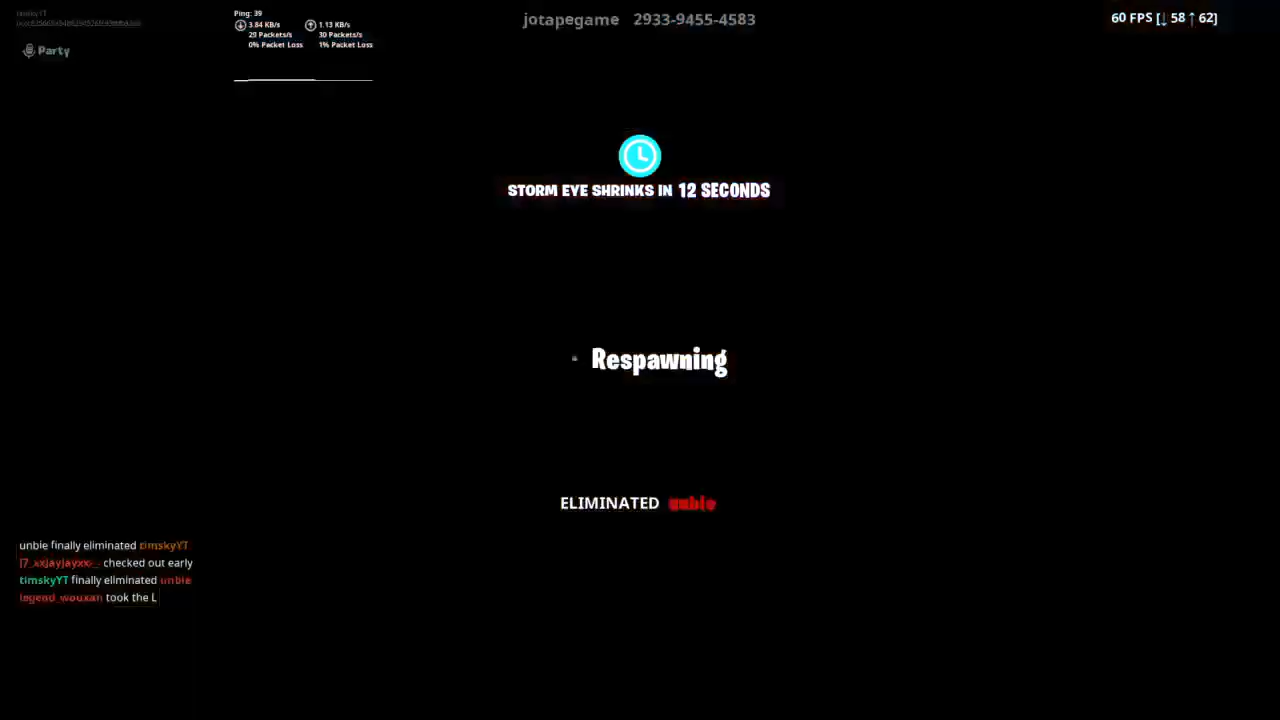 timskyYT
Party
Ping: 39
3.84 KB/s 1.13 KB/s
29 Packets/s 30 Packets/s
0% Packet Loss 1% Packet Loss
jotapegame 2933-9455-4583
60 FPS [↓ 58 ↑ 62]
STORM EYE SHRINKS IN 12 SECONDS
Respawning
ELIMINATED unbie
unbie finally eliminated timskyYT
checked out early
timskyYT finally eliminated unbie
legend_wouxan took the L